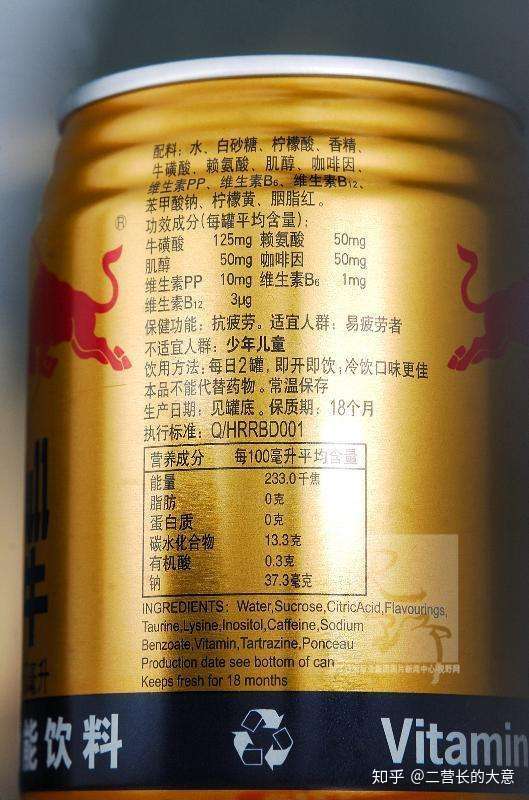 配料：水、白砂糖、柠檬酸、香精、
牛磺酸、赖氨酸、肌醇、咖啡因、
维生素PP、维生素B₆、维生素B₁₂、
苯甲酸钠、柠檬黄、胭脂红。
®
功效成分(每罐平均含量):
牛磺酸 125mg 赖氨酸 50mg
肌醇 50mg 咖啡因 50mg
维生素PP 10mg 维生素B₆ 1mg
维生素B₁₂ 3μg
保健功能：抗疲劳。适宜人群：易疲劳者
不适宜人群：少年儿童
饮用方法:每日2罐，即开即饮;冷饮口味更佳
本品不能代替药物。常温保存
生产日期：见罐底。保质期：18个月
执行标准：Q/HRRBD001
营养成分 每100毫升平均含量
能量 233.0千焦
脂肪 0克
蛋白质 0克
碳水化合物 13.3克
有机酸 0.3克
钠 37.3毫克
INGREDIENTS：Water,Sucrose,CitricAcid,Flavourings,
Taurine,Lysine,Inositol,Caffeine,Sodium
Benzoate,Vitamin,Tartrazine,Ponceau
Production date see bottom of can
Keeps fresh for 18 months
牛
毫升
能饮料
Vitamin
知乎 @二营长的大意